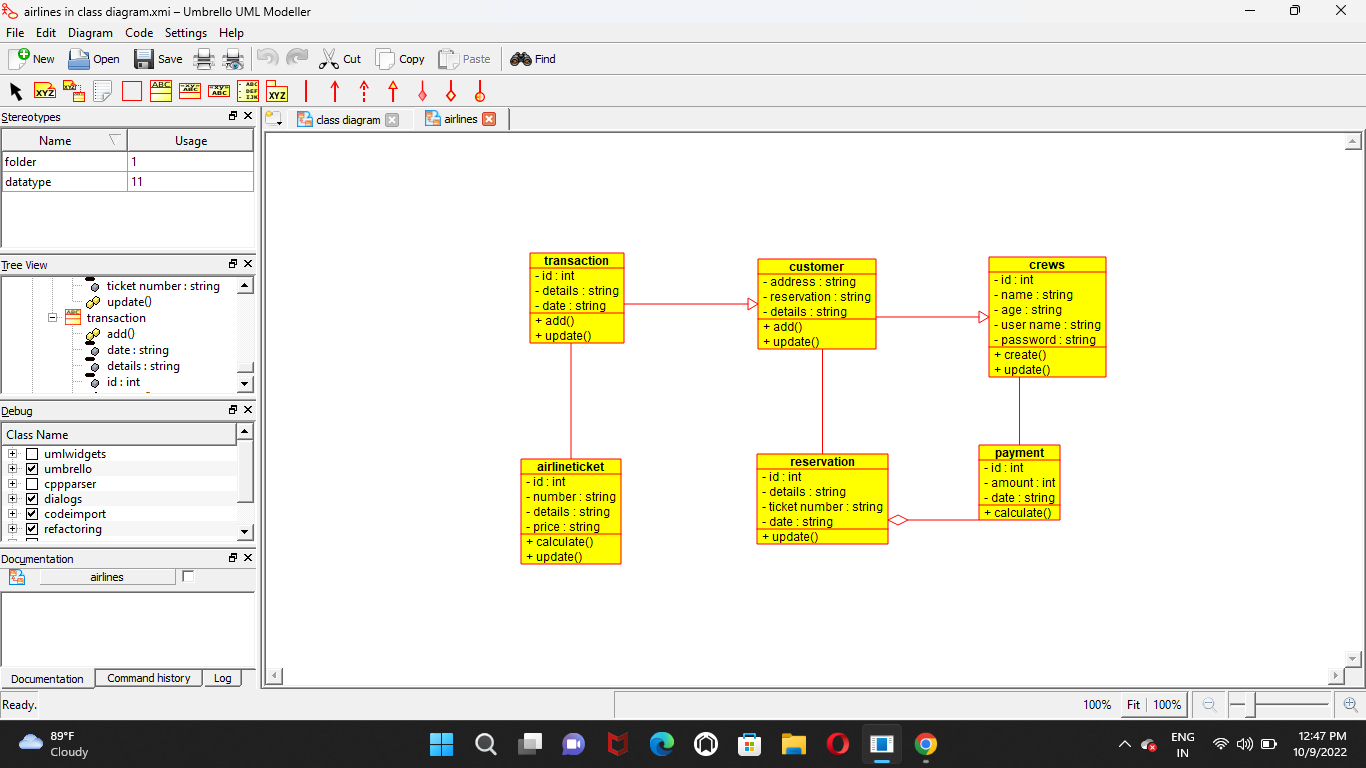 airlines in class diagram.xmi – Umbrello UML Modeller
File Edit Diagram Code Settings Help
New Open Save Cut Copy Paste Find
Stereotypes
Name Usage
folder 1
datatype 11
Tree View
ticket number : string
update()
transaction
add()
date : string
details : string
id : int
Debug
Class Name
umlwidgets
umbrello
cppparser
dialogs
codeimport
refactoring
Documentation
airlines
Documentation Command history Log
Ready.
class diagram airlines
transaction
- id : int
- details : string
- date : string
+ add()
+ update()
customer
- address : string
- reservation : string
- details : string
+ add()
+ update()
crews
- id : int
- name : string
- age : string
- user name : string
- password : string
+ create()
+ update()
airlineticket
- id : int
- number : string
- details : string
- price : string
+ calculate()
+ update()
reservation
- id : int
- details : string
- ticket number : string
- date : string
+ update()
payment
- id : int
- amount : int
- date : string
+ calculate()
100% Fit 100%
89°F
Cloudy
ENG
IN
12:47 PM
10/9/2022